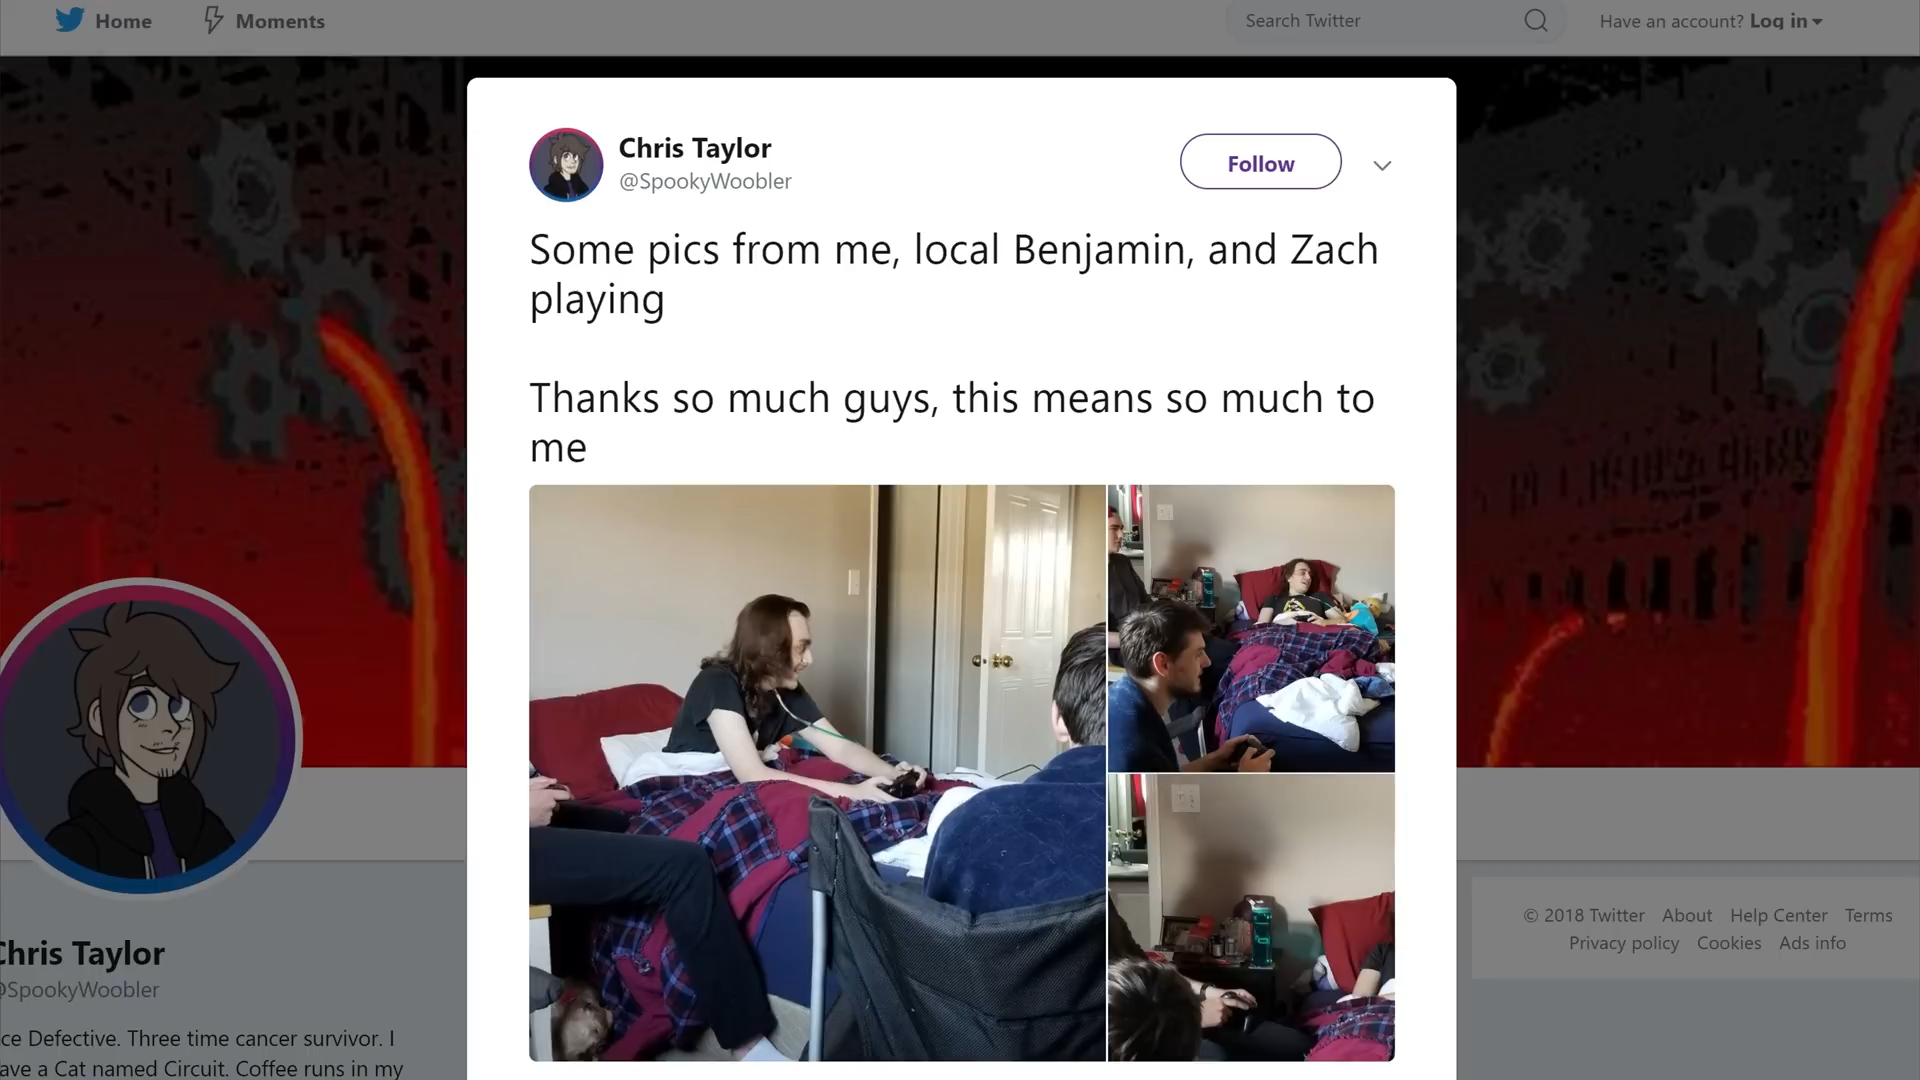 Home
Moments
Search Twitter
Have an account? Log in
Chris Taylor
@SpookyWoobler
Follow
Some pics from me, local Benjamin, and Zach
playing
Thanks so much guys, this means so much to
me
Chris Taylor
@SpookyWoobler
ce Defective. Three time cancer survivor. I
ave a Cat named Circuit. Coffee runs in my
© 2018 Twitter About Help Center Terms
Privacy policy Cookies Ads info